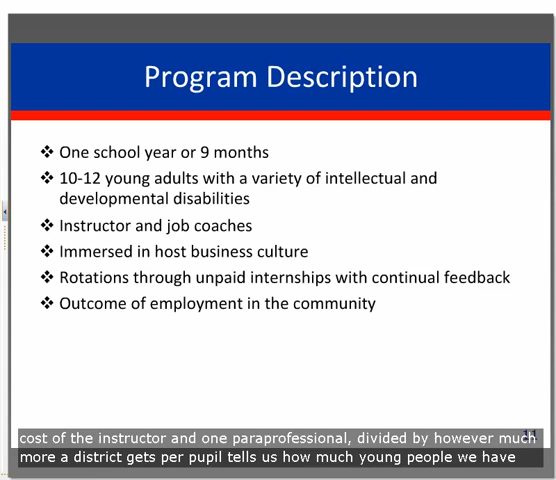 Program Description
❖ One school year or 9 months
❖ 10-12 young adults with a variety of intellectual and
developmental disabilities
❖ Instructor and job coaches
❖ Immersed in host business culture
❖ Rotations through unpaid internships with continual feedback
❖ Outcome of employment in the community
cost of the instructor and one paraprofessional, divided by however much
more a district gets per pupil tells us how much young people we have